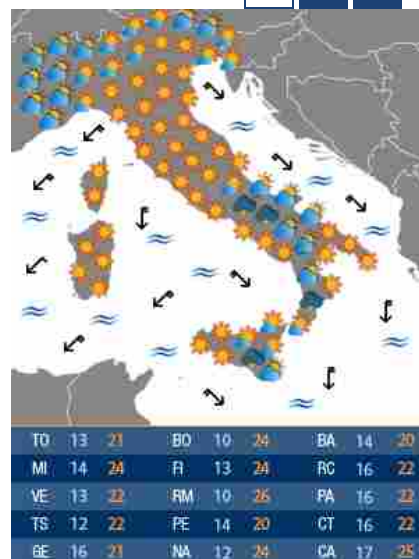 TO 13 21 BO 10 24 BA 14 20
MI 14 24 FI 13 24 RC 16 22
VE 13 22 RM 10 26 PA 16 22
TS 12 22 PE 14 20 CT 16 22
GE 16 21 NA 12 24 CA 17 25